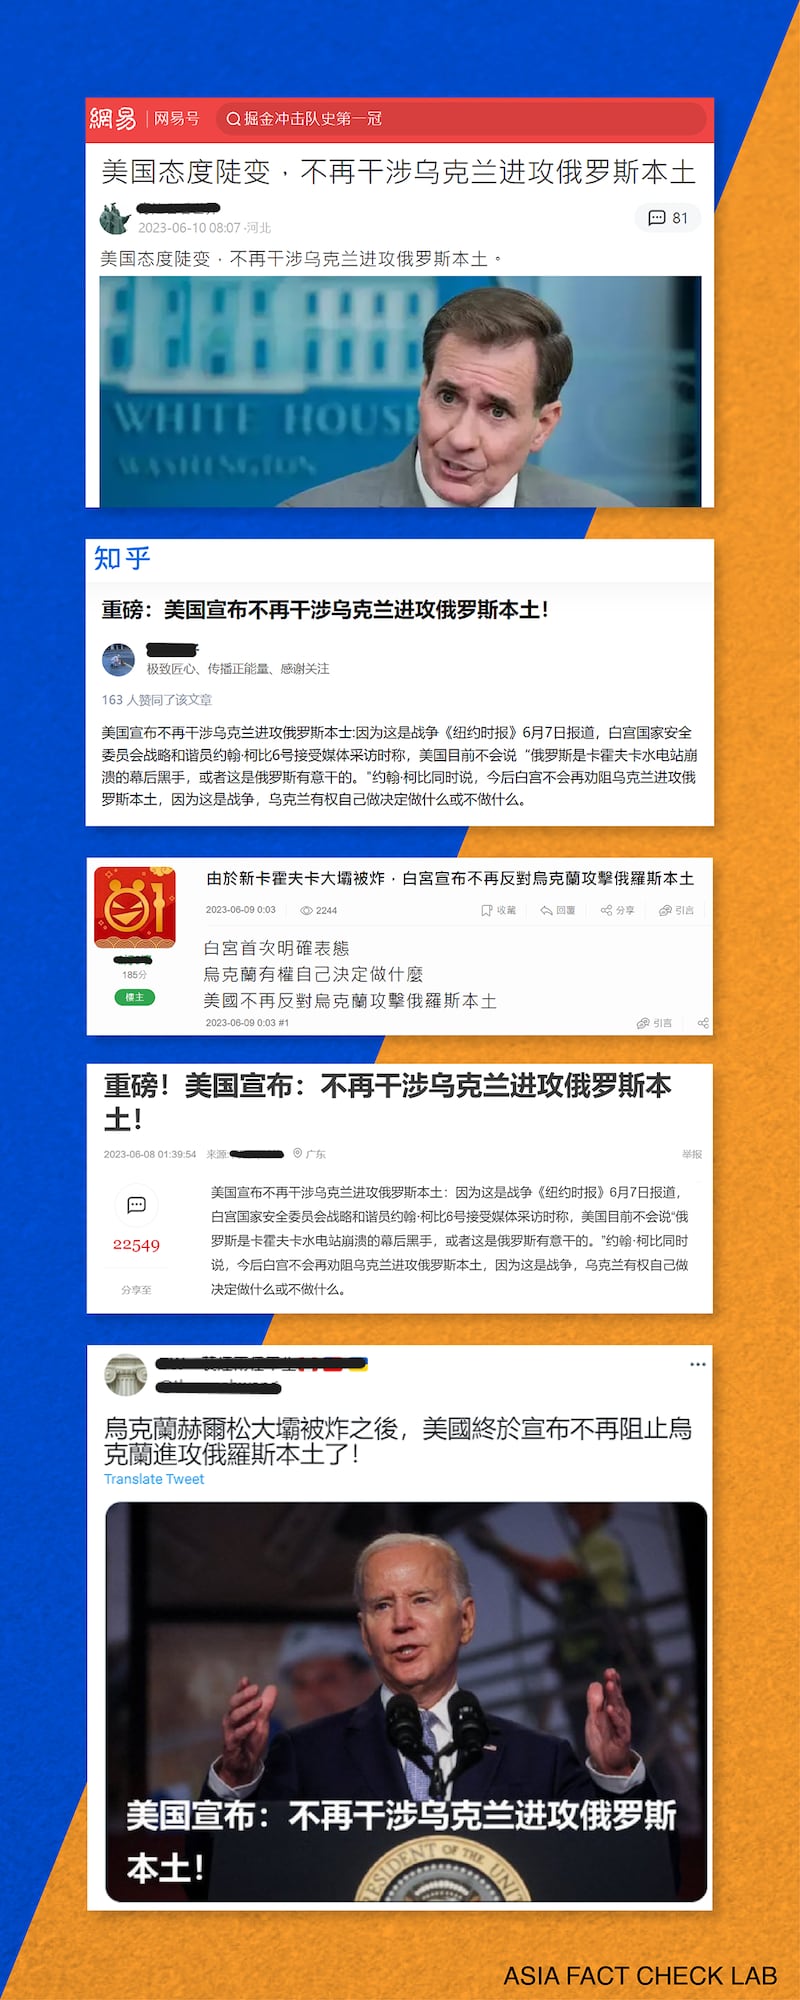 網易 | 网易号 掘金冲击队史第一冠
美国态度陡变，不再干涉乌克兰进攻俄罗斯本土
2023-06-10 08:07 ·河北
81
美国态度陡变，不再干涉乌克兰进攻俄罗斯本土。
WHITE HOUSE
WASHINGTON
知乎
重磅：美国宣布不再干涉乌克兰进攻俄罗斯本土！
极致匠心、传播正能量、感谢关注
163 人赞同了该文章
美国宣布不再干涉乌克兰进攻俄罗斯本土:因为这是战争《纽约时报》6月7日报道，白宫国家安全
委员会战略和谐员约翰·柯比6号接受媒体采访时称，美国目前不会说“俄罗斯是卡霍夫卡水电站崩
溃的幕后黑手，或者这是俄罗斯有意干的。”约翰·柯比同时说，今后白宫不会再劝阻乌克兰进攻俄
罗斯本土，因为这是战争，乌克兰有权自己做决定做什么或不做什么。
由於新卡霍夫卡大壩被炸，白宮宣布不再反對烏克蘭攻擊俄羅斯本土
2023-06-09 0:03 2244 收藏 回覆 分享 引言
白宮首次明確表態
185分
烏克蘭有權自己決定做什麼
樓主
美國不再反對烏克蘭攻擊俄羅斯本土
2023-06-09 0:03 #1 引言
重磅！美国宣布：不再干涉乌克兰进攻俄罗斯本
土！
2023-06-08 01:39:54 来源: 广东 举报
22549
分享至
美国宣布不再干涉乌克兰进攻俄罗斯本土：因为这是战争《纽约时报》6月7日报道，
白宫国家安全委员会战略和谐员约翰·柯比6号接受媒体采访时称，美国目前不会说“俄
罗斯是卡霍夫卡水电站崩溃的幕后黑手，或者这是俄罗斯有意干的。”约翰·柯比同时
说，今后白宫不会再劝阻乌克兰进攻俄罗斯本土，因为这是战争，乌克兰有权自己做
决定做什么或不做什么。
烏克蘭赫爾松大壩被炸之後，美國終於宣布不再阻止烏
克蘭進攻俄羅斯本土了！
Translate Tweet
美国宣布：不再干涉乌克兰进攻俄罗斯
本土！
PRESIDENT OF THE UNIT
ASIA FACT CHECK LAB